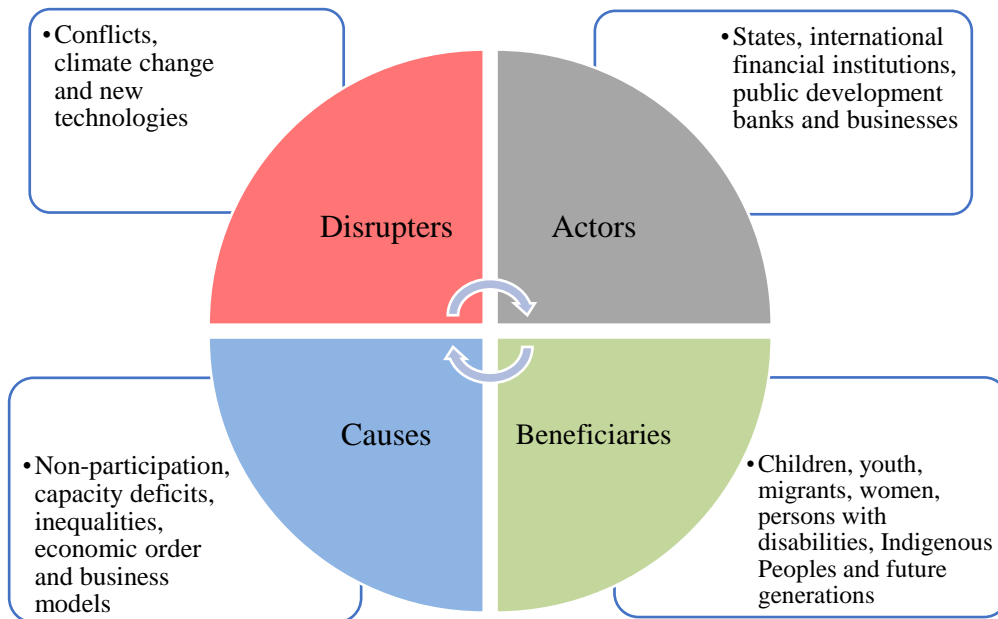 •Conflicts,
climate change
and new
technologies
•States, international
financial institutions,
public development
banks and businesses
Disrupters
Actors
Causes
Beneficiaries
•Non-participation,
capacity deficits,
inequalities,
economic order
and business
models
•Children, youth,
migrants, women,
persons with
disabilities, Indigenous
Peoples and future
generations